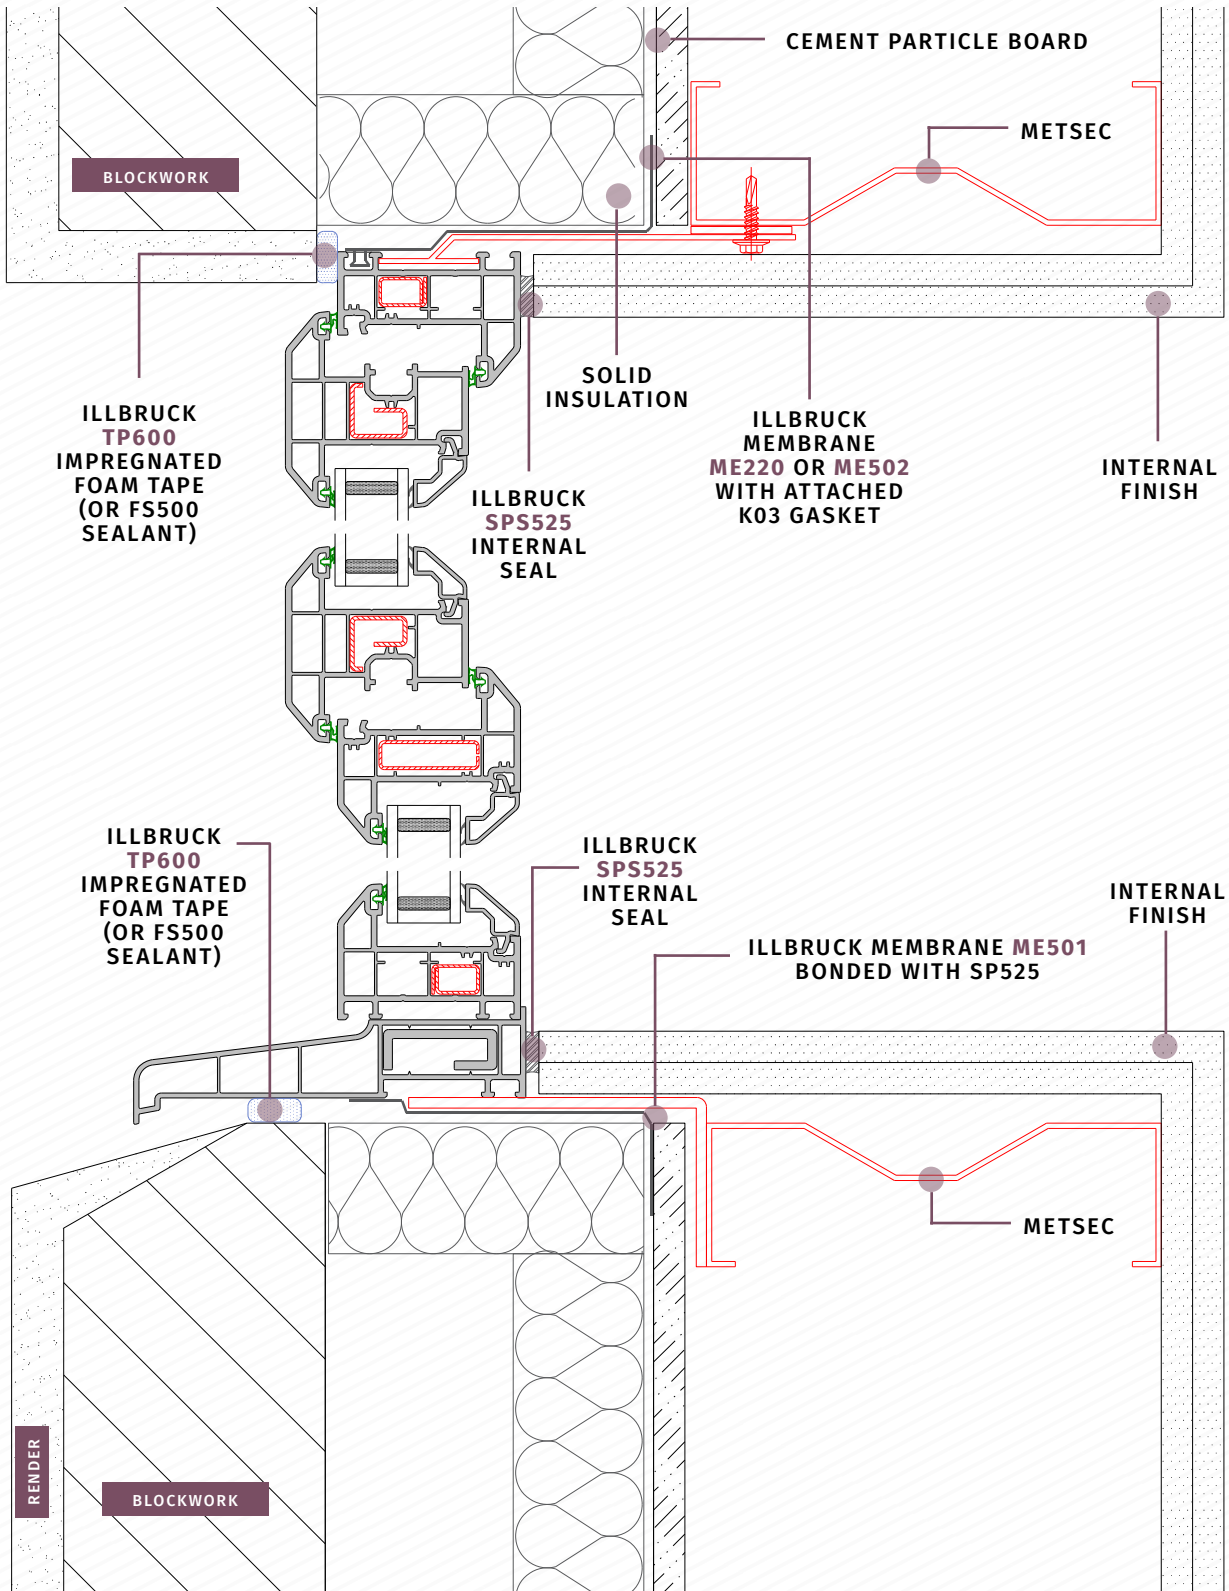 CEMENT PARTICLE BOARD
METSEC
BLOCKWORK
SOLID
INSULATION
ILLBRUCK
TP600
IMPREGNATED
FOAM TAPE
(OR FS500
SEALANT)
ILLBRUCK
MEMBRANE
ME220 OR ME502
WITH ATTACHED
K03 GASKET
INTERNAL
FINISH
ILLBRUCK
SPS525
INTERNAL
SEAL
ILLBRUCK
TP600
IMPREGNATED
FOAM TAPE
(OR FS500
SEALANT)
ILLBRUCK
SPS525
INTERNAL
SEAL
INTERNAL
FINISH
ILLBRUCK MEMBRANE ME501
BONDED WITH SP525
METSEC
RENDER
BLOCKWORK